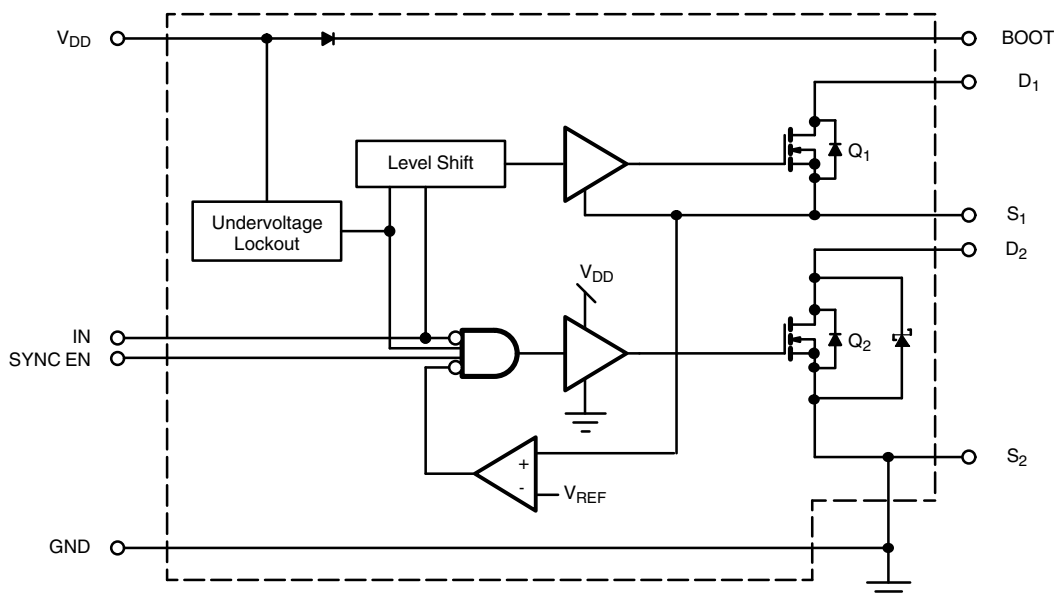 VDD
BOOT
D1
Level Shift
Q1
Undervoltage
Lockout
S1
D2
VDD
IN
SYNC EN
Q2
+
-
VREF
S2
GND